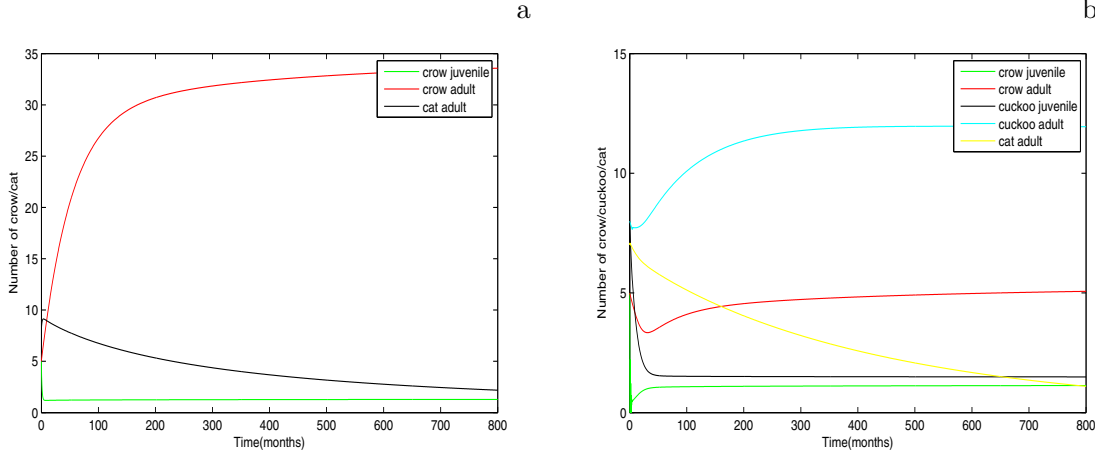 a
35
30
25
20
15
10
5
0
0 100 200 300 400 500 600 700 800
Number of crow/cat
Time(months)
crow juvenile
crow adult
cat adult
b
15
10
5
0
0 100 200 300 400 500 600 700 800
Number of crow/cuckoo/cat
Time(months)
crow juvenile
crow adult
cuckoo juvenile
cuckoo adult
cat adult